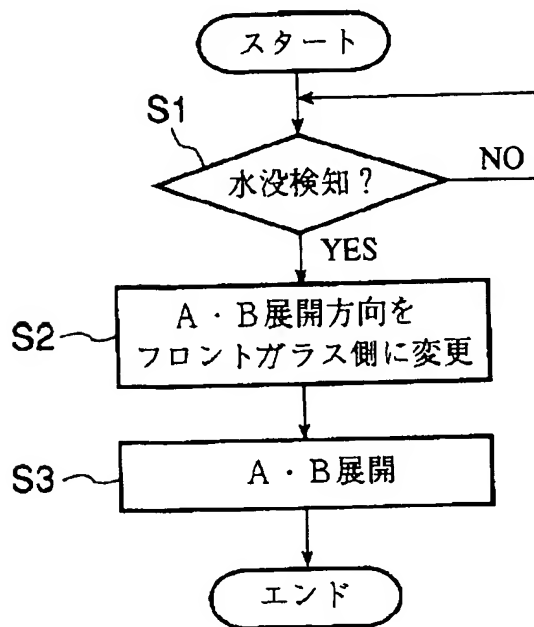 スタート
S1
水没検知？
NO
YES
S2
A・B展開方向を
フロントガラス側に変更
S3
A・B展開
エンド